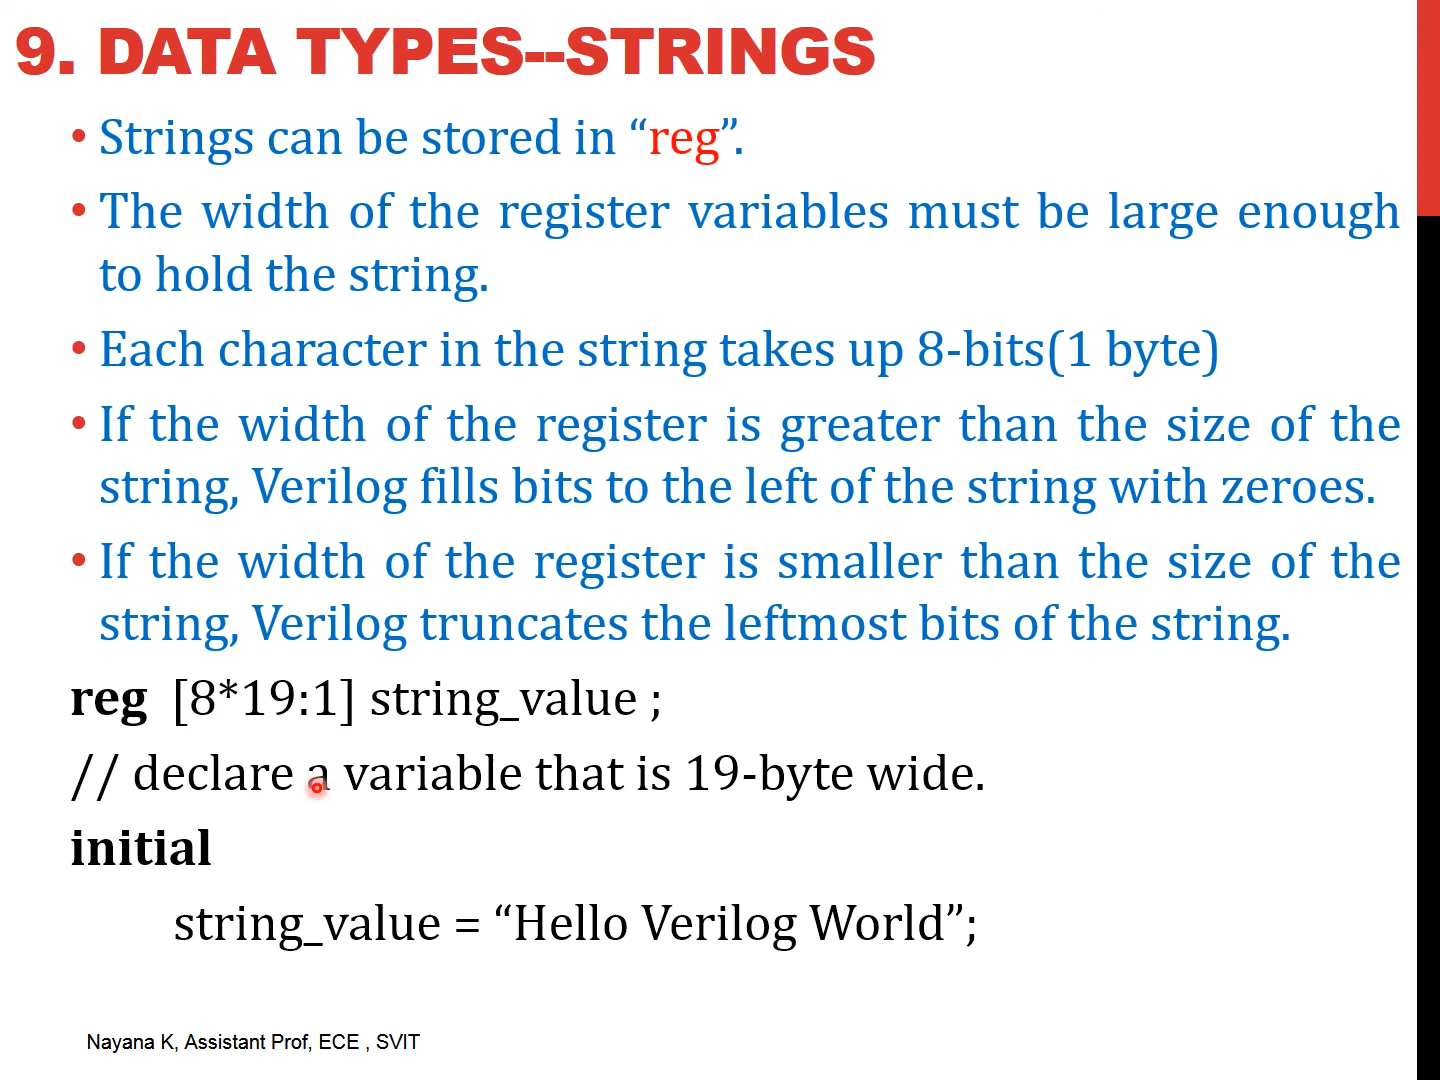 9. DATA TYPES--STRINGS
• Strings can be stored in “reg”.
• The width of the register variables must be large enough
to hold the string.
• Each character in the string takes up 8-bits(1 byte)
• If the width of the register is greater than the size of the
string, Verilog fills bits to the left of the string with zeroes.
• If the width of the register is smaller than the size of the
string, Verilog truncates the leftmost bits of the string.
reg [8*19:1] string_value ;
// declare a variable that is 19-byte wide.
initial
string_value = “Hello Verilog World”;
Nayana K, Assistant Prof, ECE , SVIT